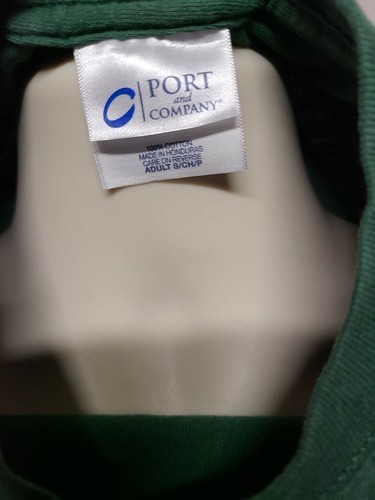 PORT
and
COMPANY®
100% COTTON
MADE IN HONDURAS
CARE ON REVERSE
ADULT S/CH/P